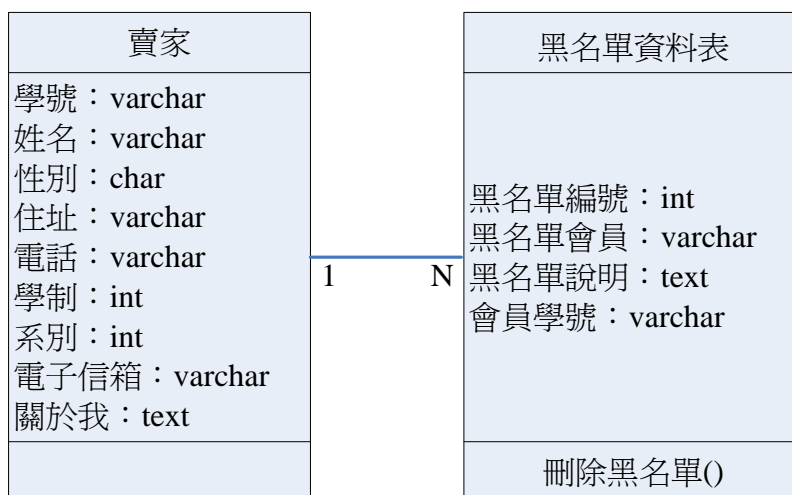 賣家
學號：varchar
姓名：varchar
性別：char
住址：varchar
電話：varchar
學制：int
系別：int
電子信箱：varchar
關於我：text
1
N
黑名單資料表
黑名單編號：int
黑名單會員：varchar
黑名單說明：text
會員學號：varchar
刪除黑名單()